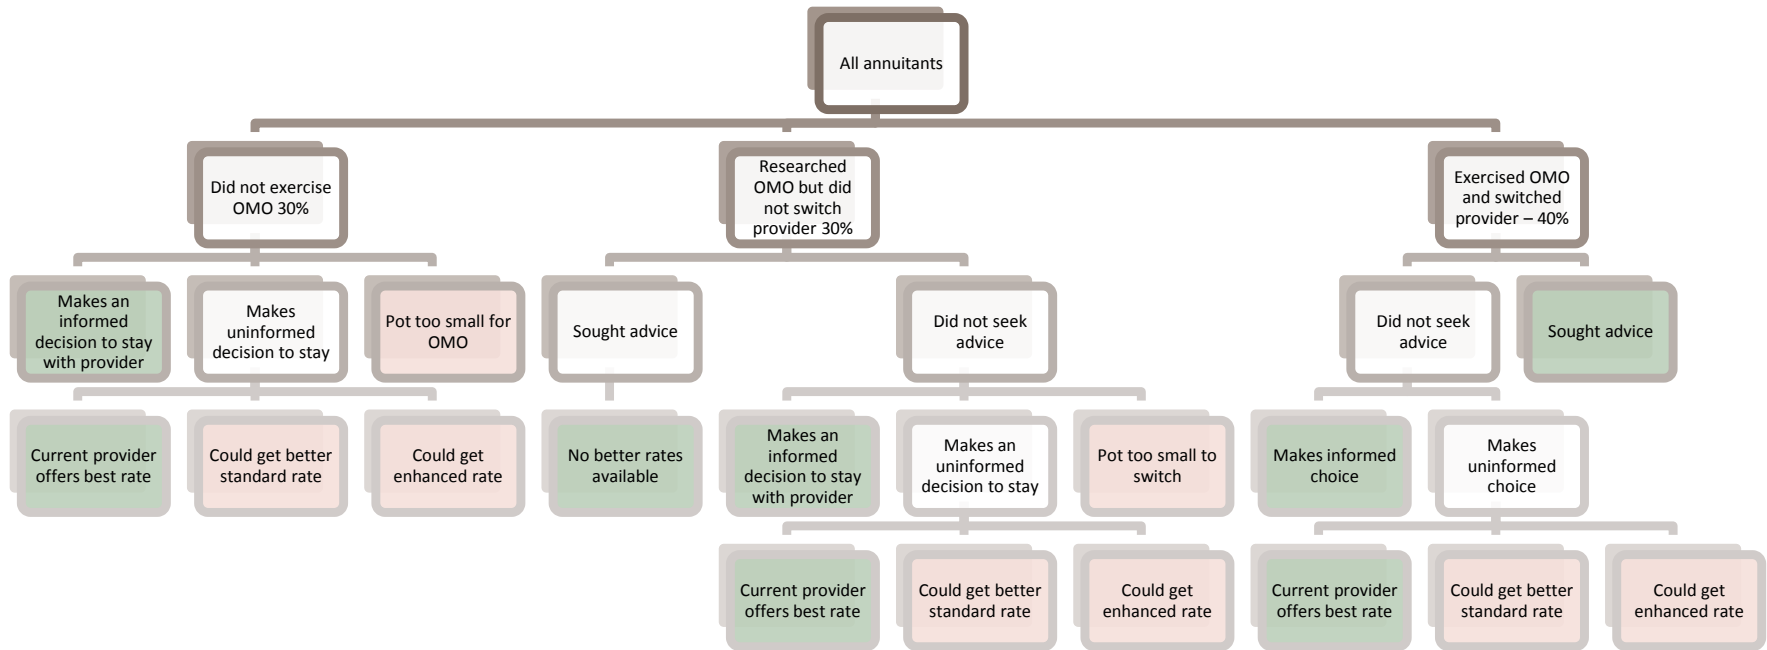 All annuitants
Did not exercise
OMO 30%
Researched
OMO but did
not switch
provider 30%
Exercised OMO
and switched
provider – 40%
Makes an
informed
decision to stay
with provider
Makes
uninformed
decision to stay
Pot too small for
OMO
Sought advice
Did not seek
advice
Did not seek
advice
Sought advice
Current provider
offers best rate
Could get better
standard rate
Could get
enhanced rate
No better rates
available
Makes an
informed
decision to stay
with provider
Makes an
uninformed
decision to stay
Pot too small to
switch
Makes informed
choice
Makes
uninformed
choice
Current provider
offers best rate
Could get better
standard rate
Could get
enhanced rate
Current provider
offers best rate
Could get better
standard rate
Could get
enhanced rate